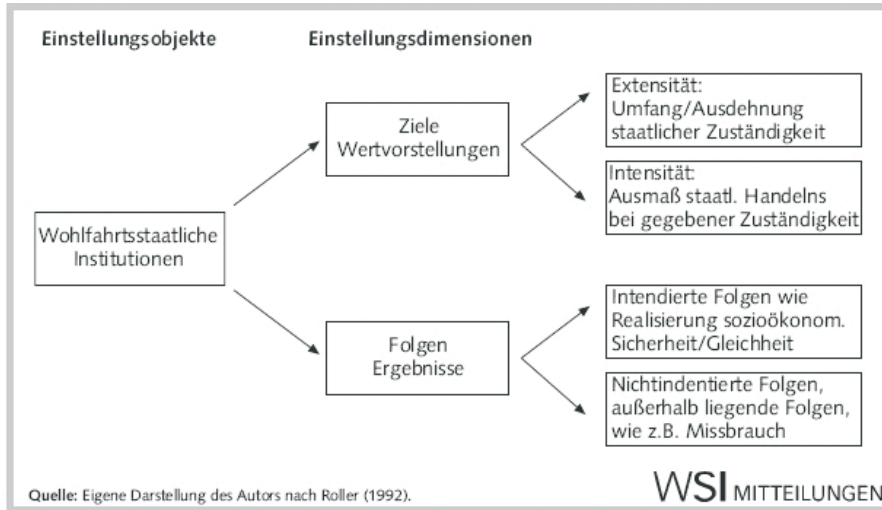 Einstellungsobjekte
Einstellungsdimensionen
Wohlfahrtsstaatliche
Institutionen
Ziele
Wertvorstellungen
Extensität:
Umfang/Ausdehnung
staatlicher Zuständigkeit
Intensität:
Ausmaß staatl. Handelns
bei gegebener Zuständigkeit
Folgen
Ergebnisse
Intendierte Folgen wie
Realisierung sozioökonom.
Sicherheit/Gleichheit
Nichtindentierte Folgen,
außerhalb liegende Folgen,
wie z.B. Missbrauch
Quelle: Eigene Darstellung des Autors nach Roller (1992).
WSI MITTEILUNGEN